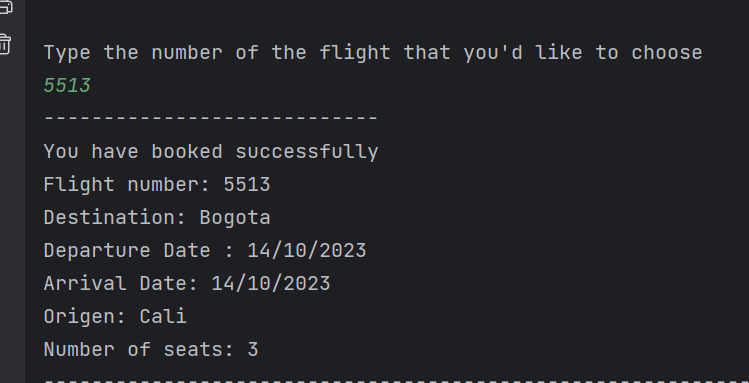 Type the number of the flight that you'd like to choose
5513
----------------------------
You have booked successfully
Flight number: 5513
Destination: Bogota
Departure Date : 14/10/2023
Arrival Date: 14/10/2023
Origen: Cali
Number of seats: 3
-----------------------------------------------------------